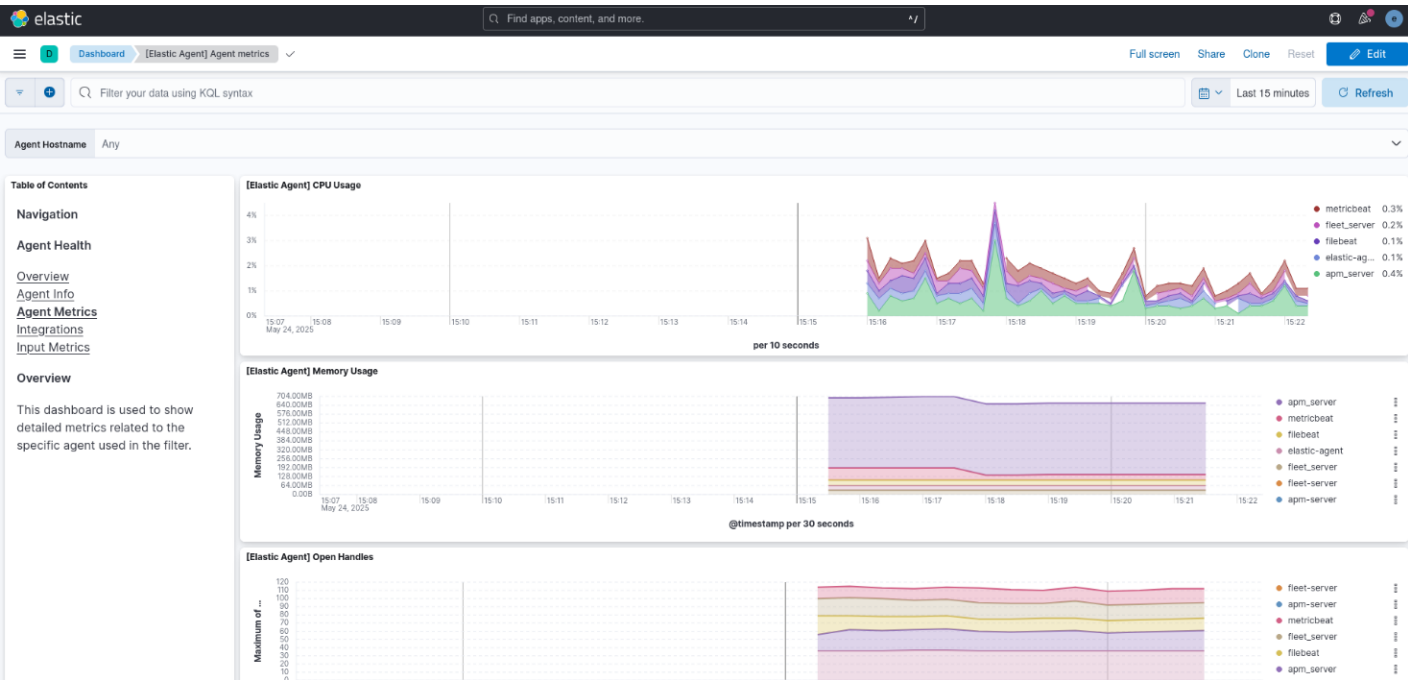 elastic
Find apps, content, and more.
^/
e
D
Dashboard
[Elastic Agent] Agent metrics
Full screen
Share
Clone
Reset
Edit
Filter your data using KQL syntax
Last 15 minutes
Refresh
Agent Hostname
Any
Table of Contents
Navigation
Agent Health
Overview
Agent Info
Agent Metrics
Integrations
Input Metrics
Overview
This dashboard is used to show
detailed metrics related to the
specific agent used in the filter.
[Elastic Agent] CPU Usage
4%
3%
2%
1%
0%
15:07 15:08 15:09 15:10 15:11 15:12 15:13 15:14 15:15 15:16 15:17 15:18 15:19 15:20 15:21 15:22
May 24, 2025
per 10 seconds
metricbeat 0.3%
fleet_server 0.2%
filebeat 0.1%
elastic-ag... 0.1%
apm_server 0.4%
[Elastic Agent] Memory Usage
Memory Usage
704.00MB
640.00MB
576.00MB
512.00MB
448.00MB
384.00MB
320.00MB
256.00MB
192.00MB
128.00MB
64.00MB
0.00B
15:07 15:08 15:09 15:10 15:11 15:12 15:13 15:14 15:15 15:16 15:17 15:18 15:19 15:20 15:21 15:22
May 24, 2025
@timestamp per 30 seconds
apm_server
metricbeat
filebeat
elastic-agent
fleet_server
fleet-server
apm-server
[Elastic Agent] Open Handles
Maximum of ...
120
110
100
90
80
70
60
50
40
30
20
10
0
fleet-server
apm-server
metricbeat
fleet_server
filebeat
apm_server